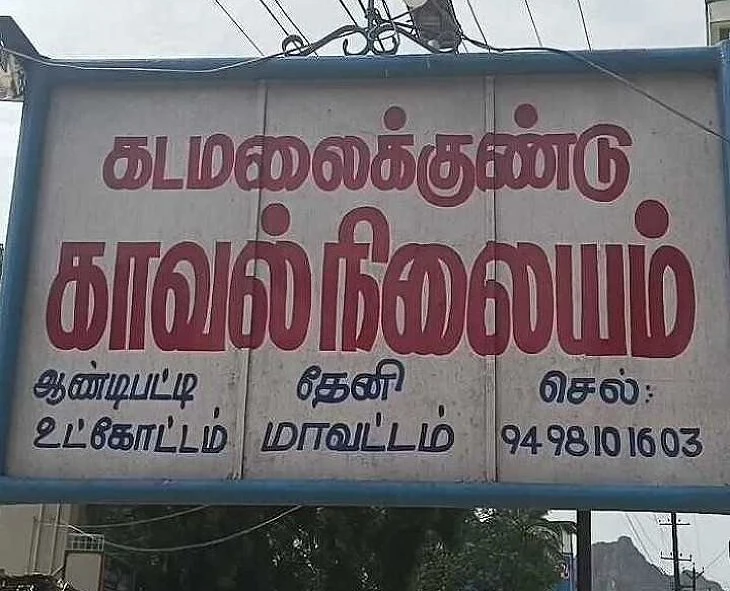 கடமலைக்குண்டு
காவல் நிலையம்
ஆண்டிபட்டி தேனி செல்:
உட்கோட்டம் மாவட்டம் 9498101603